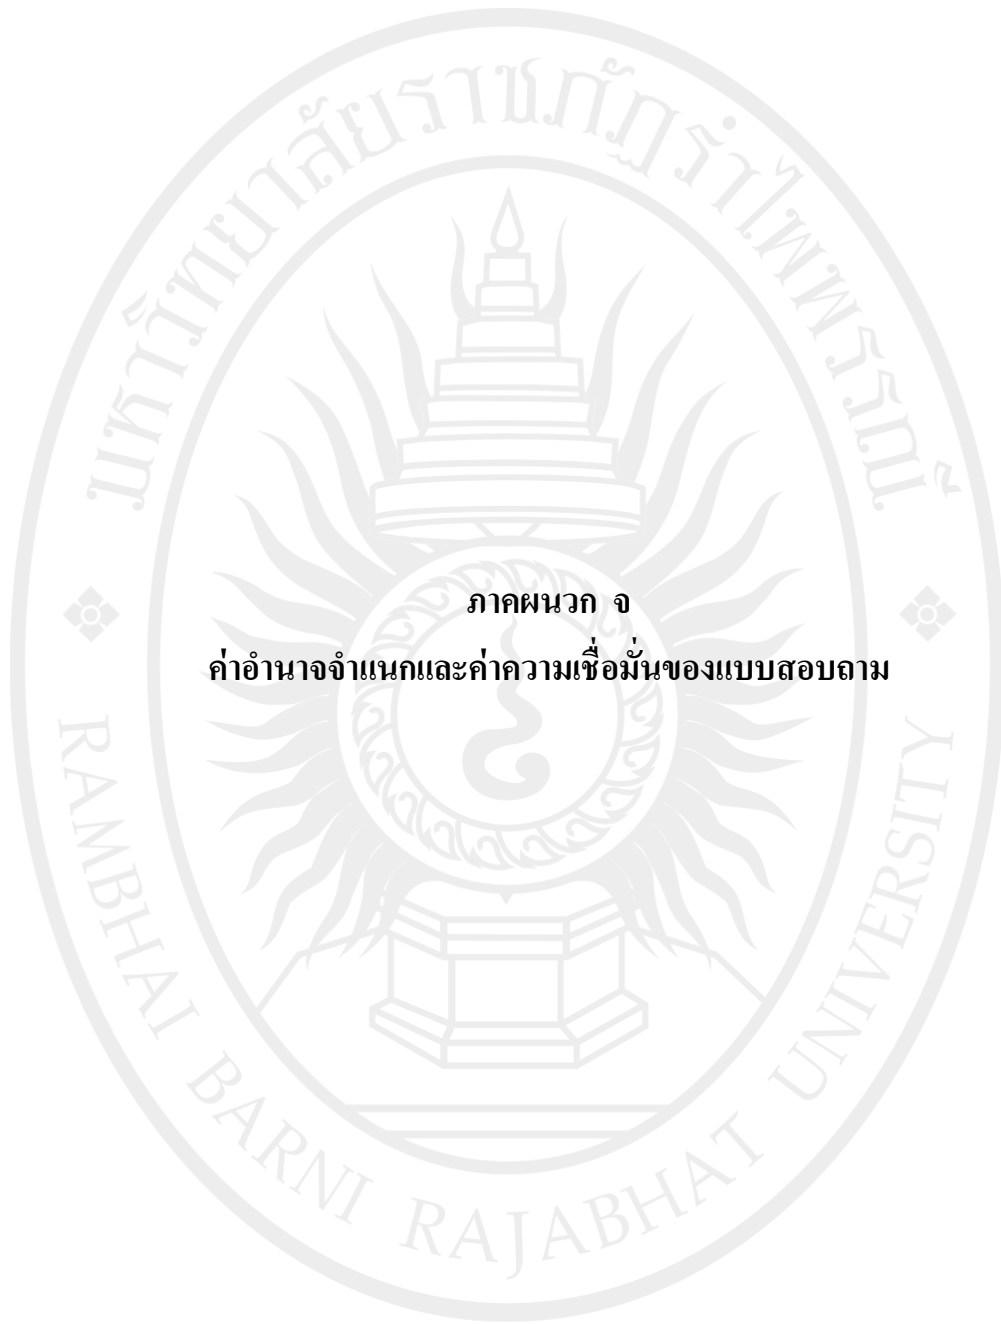 มหาวิทยาลัยราชภัฏรำไพพรรณี
ภาคผนวก จ
ค่าอำนาจจำแนกและค่าความเชื่อมั่นของแบบสอบถาม
RAMBHAI BARNI RAJABHAT UNIVERSITY